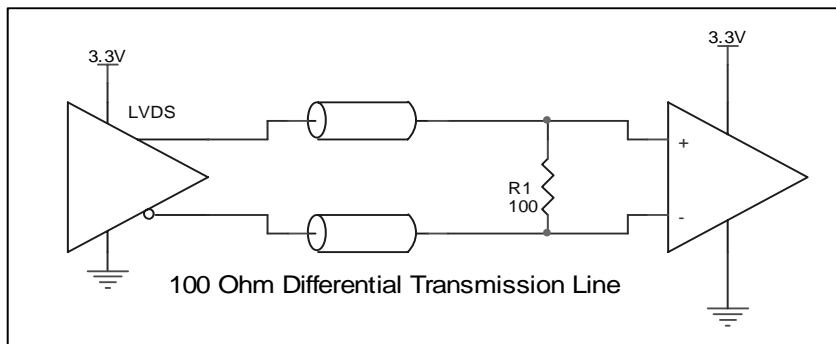 3.3V
3.3V
LVDS
+
R1
100
-
100 Ohm Differential Transmission Line